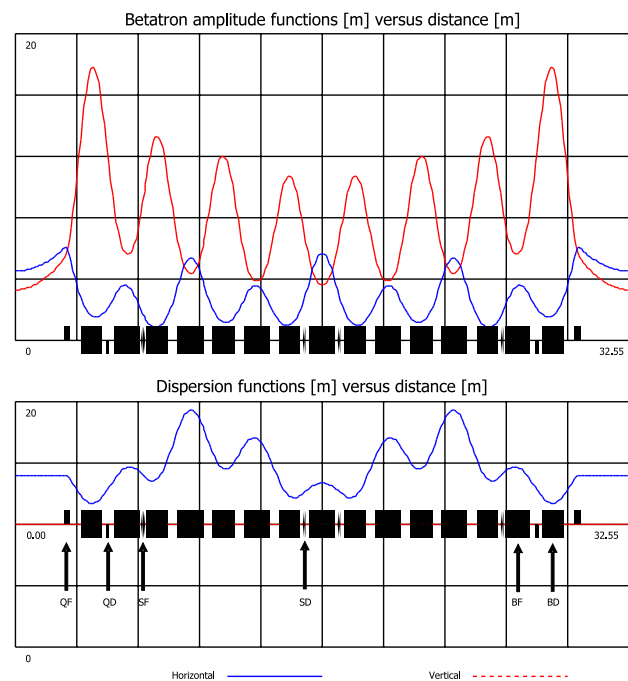 Betatron amplitude functions [m] versus distance [m]
20
0
32.55
Dispersion functions [m] versus distance [m]
20
0.00
32.55
QF QD SF SD BF BD
0
Horizontal Vertical